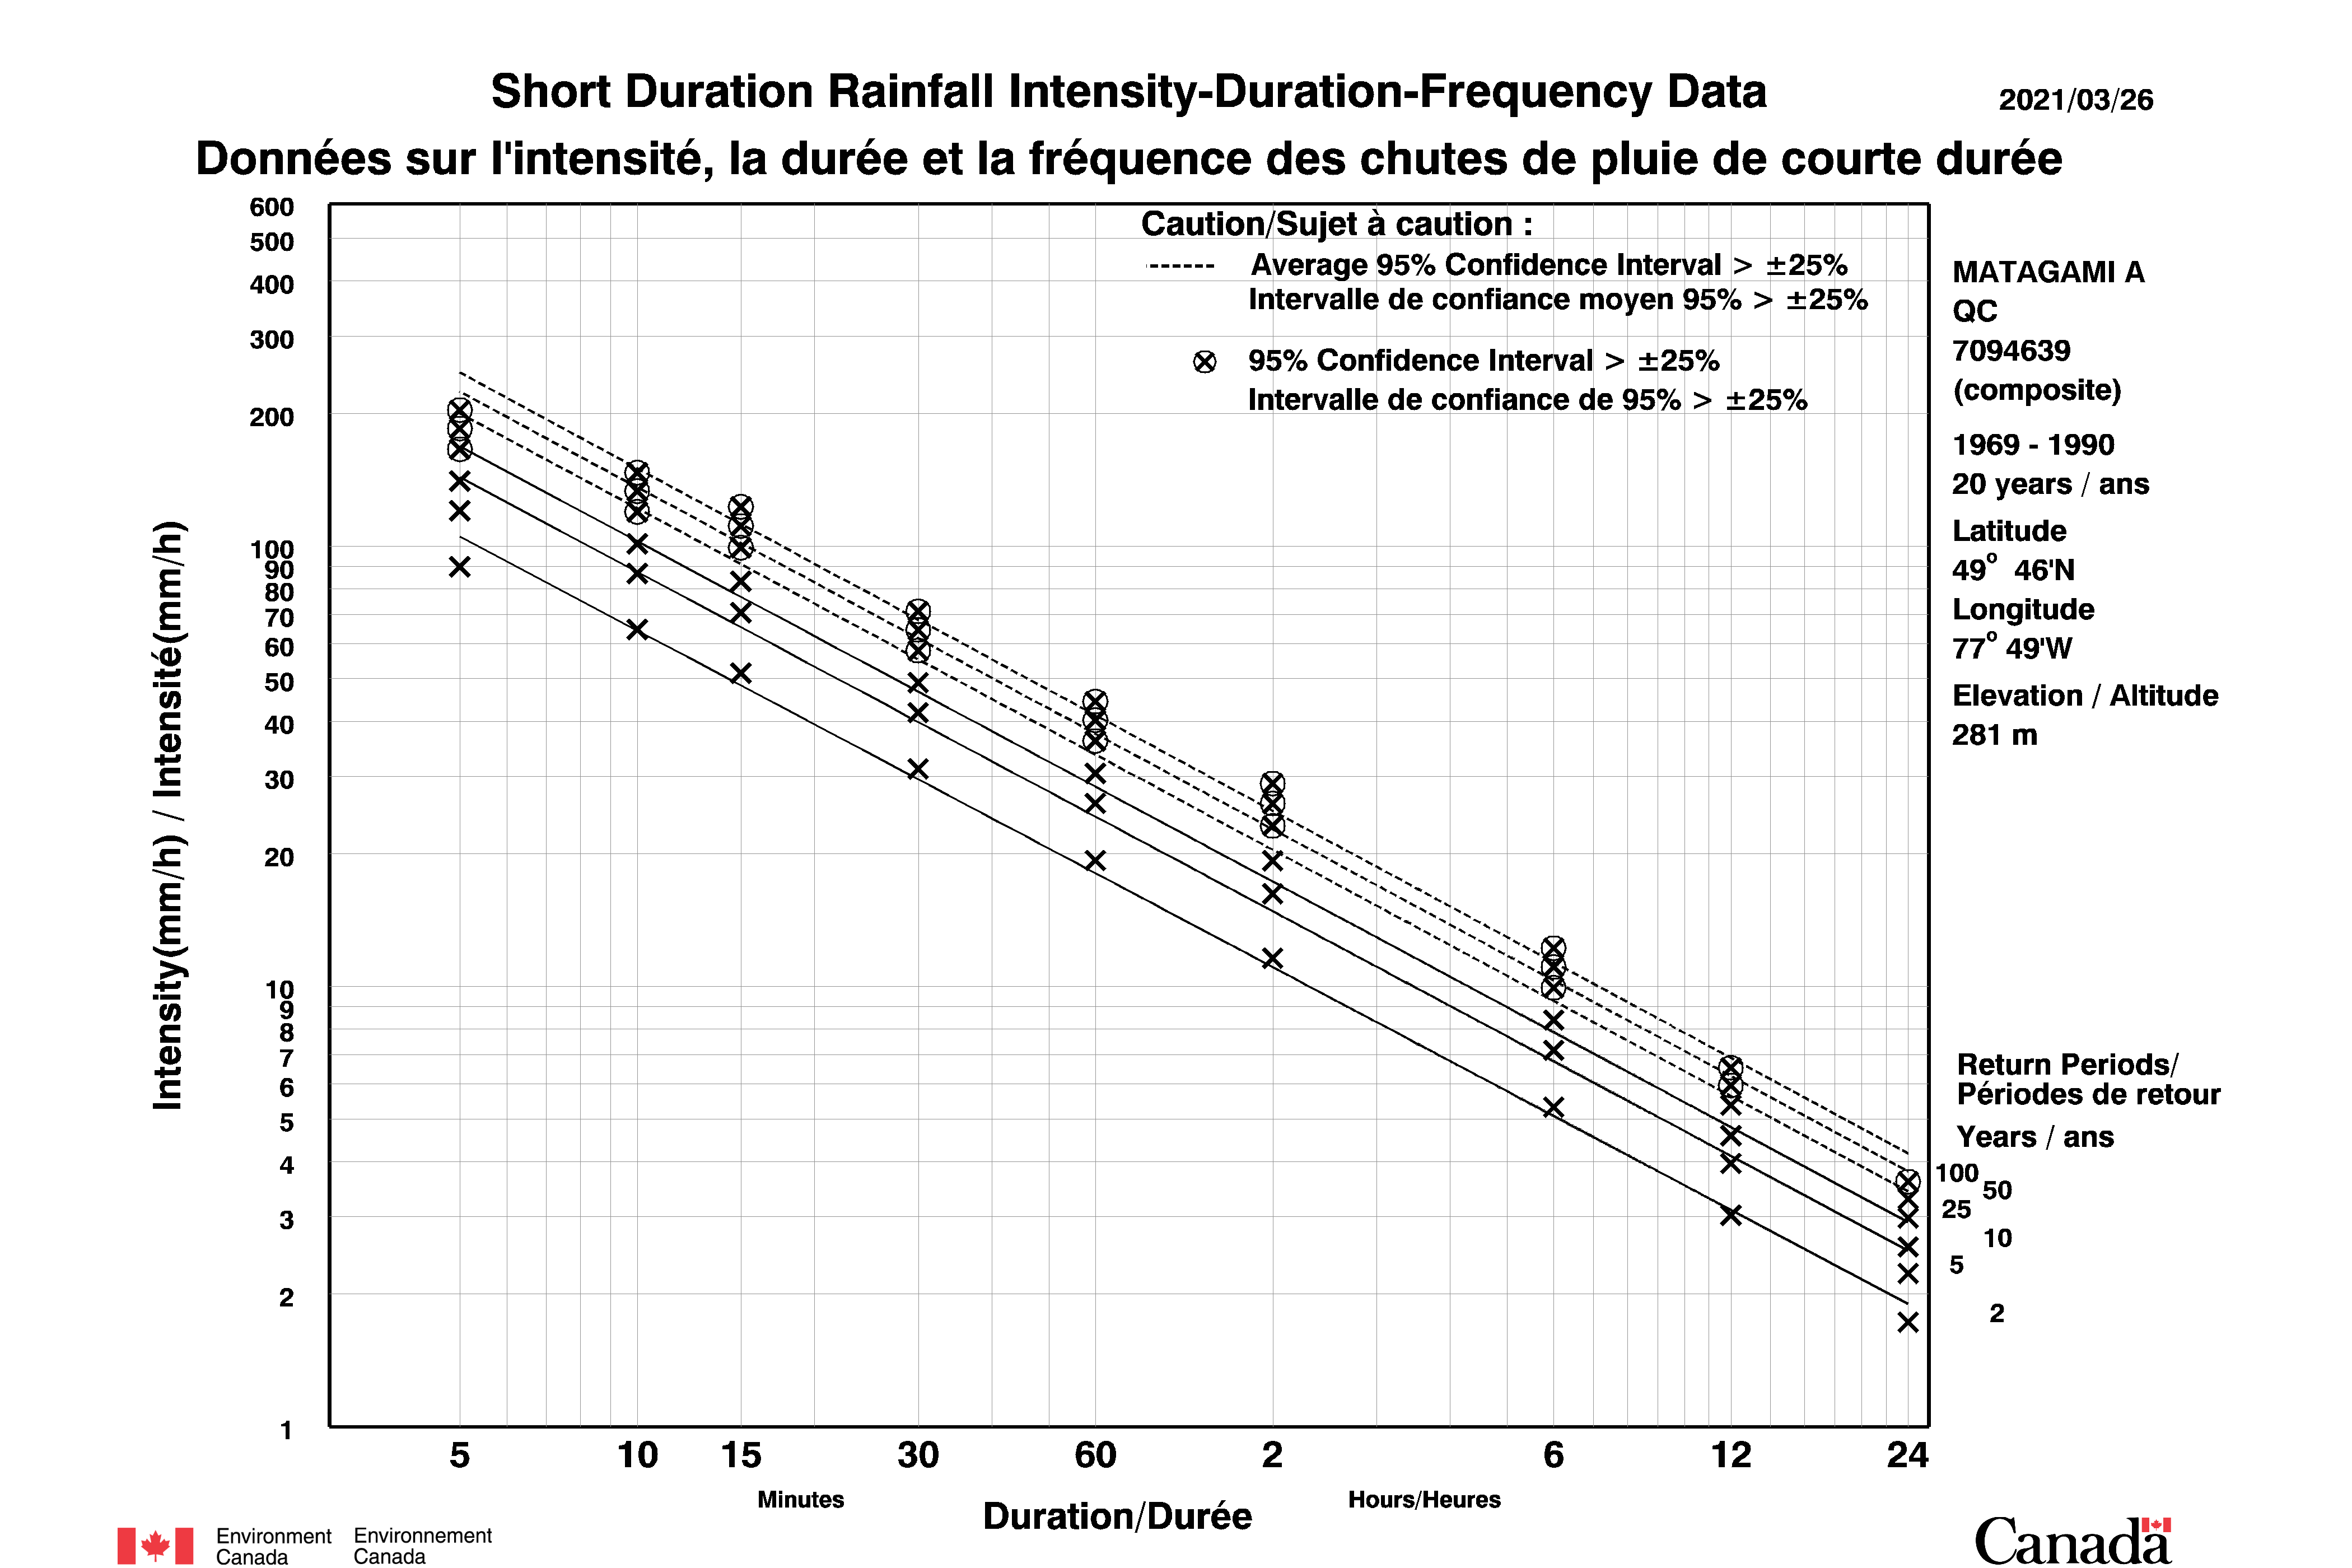 Short Duration Rainfall Intensity-Duration-Frequency Data
2021/03/26
Données sur l'intensité, la durée et la fréquence des chutes de pluie de courte durée
Caution/Sujet à caution :
Average 95% Confidence Interval > ±25%
Intervalle de confiance moyen 95% > ±25%
95% Confidence Interval > ±25%
Intervalle de confiance de 95% > ±25%
MATAGAMI A
QC
7094639
(composite)
1969 - 1990
20 years / ans
Latitude
49° 46'N
Longitude
77° 49'W
Elevation / Altitude
281 m
Return Periods/
Périodes de retour
Years / ans
100
50
25
10
5
2
Intensity(mm/h) / Intensité(mm/h)
600
500
400
300
200
100
90
80
70
60
50
40
30
20
10
9
8
7
6
5
4
3
2
1
5 10 15 30 60 2 6 12 24
Minutes
Hours/Heures
Duration/Durée
Environment Environnement
Canada Canada
Canada